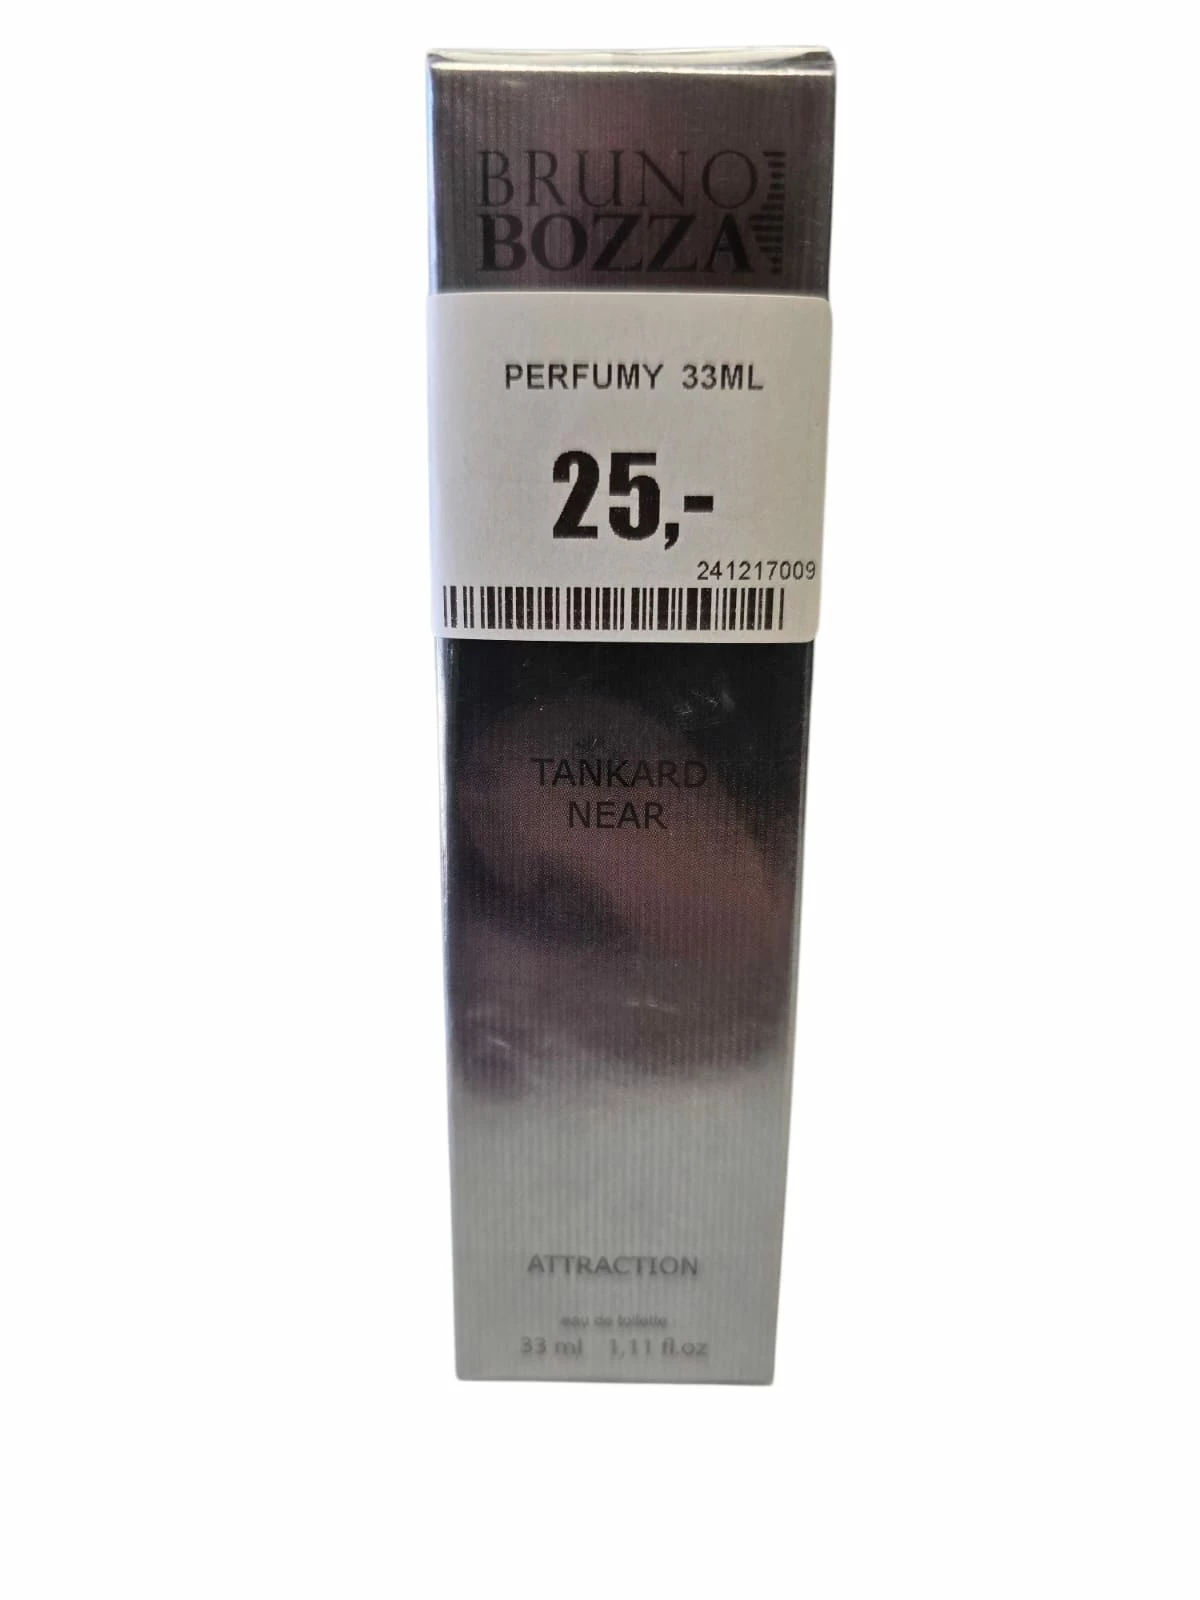 BRUNO
BOZZA
PERFUMY 33ML
25,-
241217009
TANKARD
NEAR
ATTRACTION
eau de toilette
33 ml 1,11 fl.oz